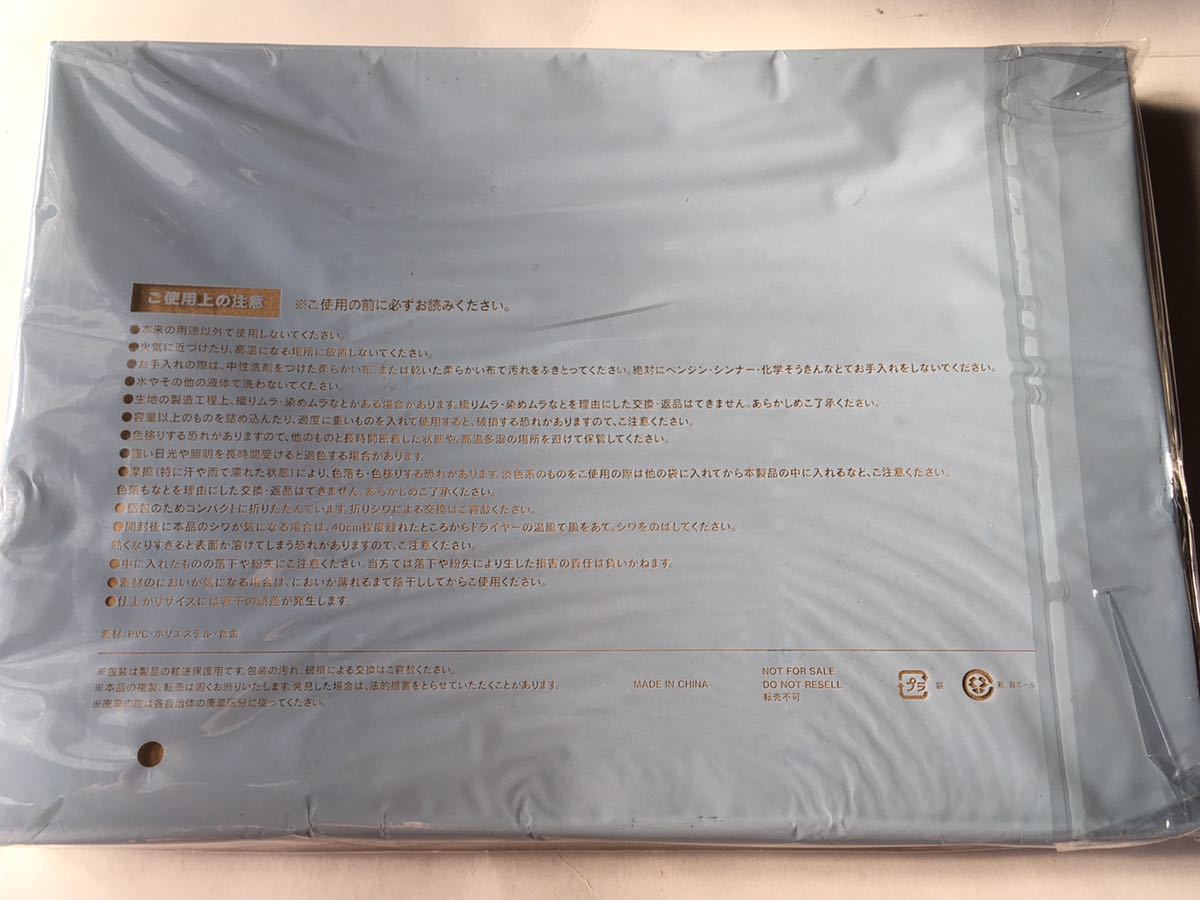 ご使用上の注意 ※ご使用の前に必ずお読みください。
●本来の用途以外で使用しないでください。
●火気に近づけたり、高温になる場所に放置しないでください。
●お手入れの際は、中性洗剤をつけた柔らかい布、または乾いた柔らかい布で汚れをふきとってください。絶対にベンジン・シンナー・化学ぞうきんなどでお手入れをしないでください。
●水やその他の液体で洗わないでください。
●生地の製造工程上、織りムラ・染めムラなどがある場合があります。織りムラ・染めムラなどを理由にした交換・返品はできません。あらかじめご了承ください。
●容量以上のものを詰め込んだり、過度に重いものを入れて使用すると、破損する恐れがありますので、ご注意ください。
●色移りする恐れがありますので、他のものと長時間密着した状態や、高温多湿の場所を避けて保管してください。
●強い日光や照明を長時間受けると退色する場合があります。
●摩擦(特に汗や雨で濡れた状態)により、色落ち・色移りする恐れがあります。淡色系のものをご使用の際は他の袋に入れてから本製品の中に入れるなど、ご注意ください。
色落ちなどを理由にした交換・返品はできません。あらかじめご了承ください。
●梱包のためコンパクトに折りたたんでいます。折りシワによる交換はご容赦ください。
●開封後に本品のシワが気になる場合は、40cm程度離れたところからドライヤーの温風で風をあて、シワをのばしてください。
熱くなりすぎると表面が溶けてしまう恐れがありますので、ご注意ください。
●中に入れたものの落下や紛失にご注意ください。当方では落下や紛失により生じた損害の責任は負いかねます。
●素材のにおいが気になる場合は、においが薄れるまで陰干ししてからご使用ください。
●仕上がりサイズには若干の誤差が発生します。
素材:PVC・ポリエステル・合金
※包装は製品の輸送保護用です。包装の汚れ、破損による交換はご容赦ください。
※本品の複製、転売は固くお断りいたします。発見した場合は、法的措置をとらせていただくことがあります。
※廃棄の際は各自治体の廃棄区分に従ってください。
MADE IN CHINA
NOT FOR SALE
DO NOT RESELL
転売不可
プラ 袋
箱、台ボール